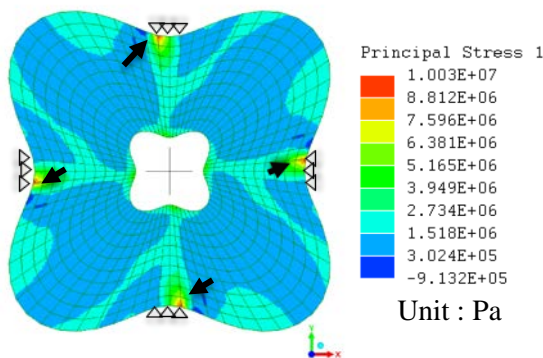 Principal Stress 1
1.003E+07
8.812E+06
7.596E+06
6.381E+06
5.165E+06
3.949E+06
2.734E+06
1.518E+06
3.024E+05
-9.132E+05
Unit : Pa
Y
X